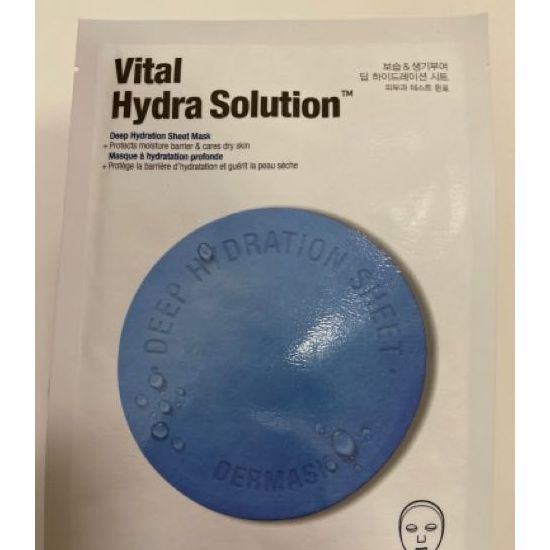 Vital
Hydra Solution™
Deep Hydration Sheet Mask
+ Protects moisture barrier & cares dry skin
Masque à hydratation profonde
+ Protège la barrière d'hydratation et guérit la peau sèche
보습 & 생기부여
딥 하이드레이션 시트
피부과 테스트 완료
· DEEP HYDRATION SHEET ·
DERMASK